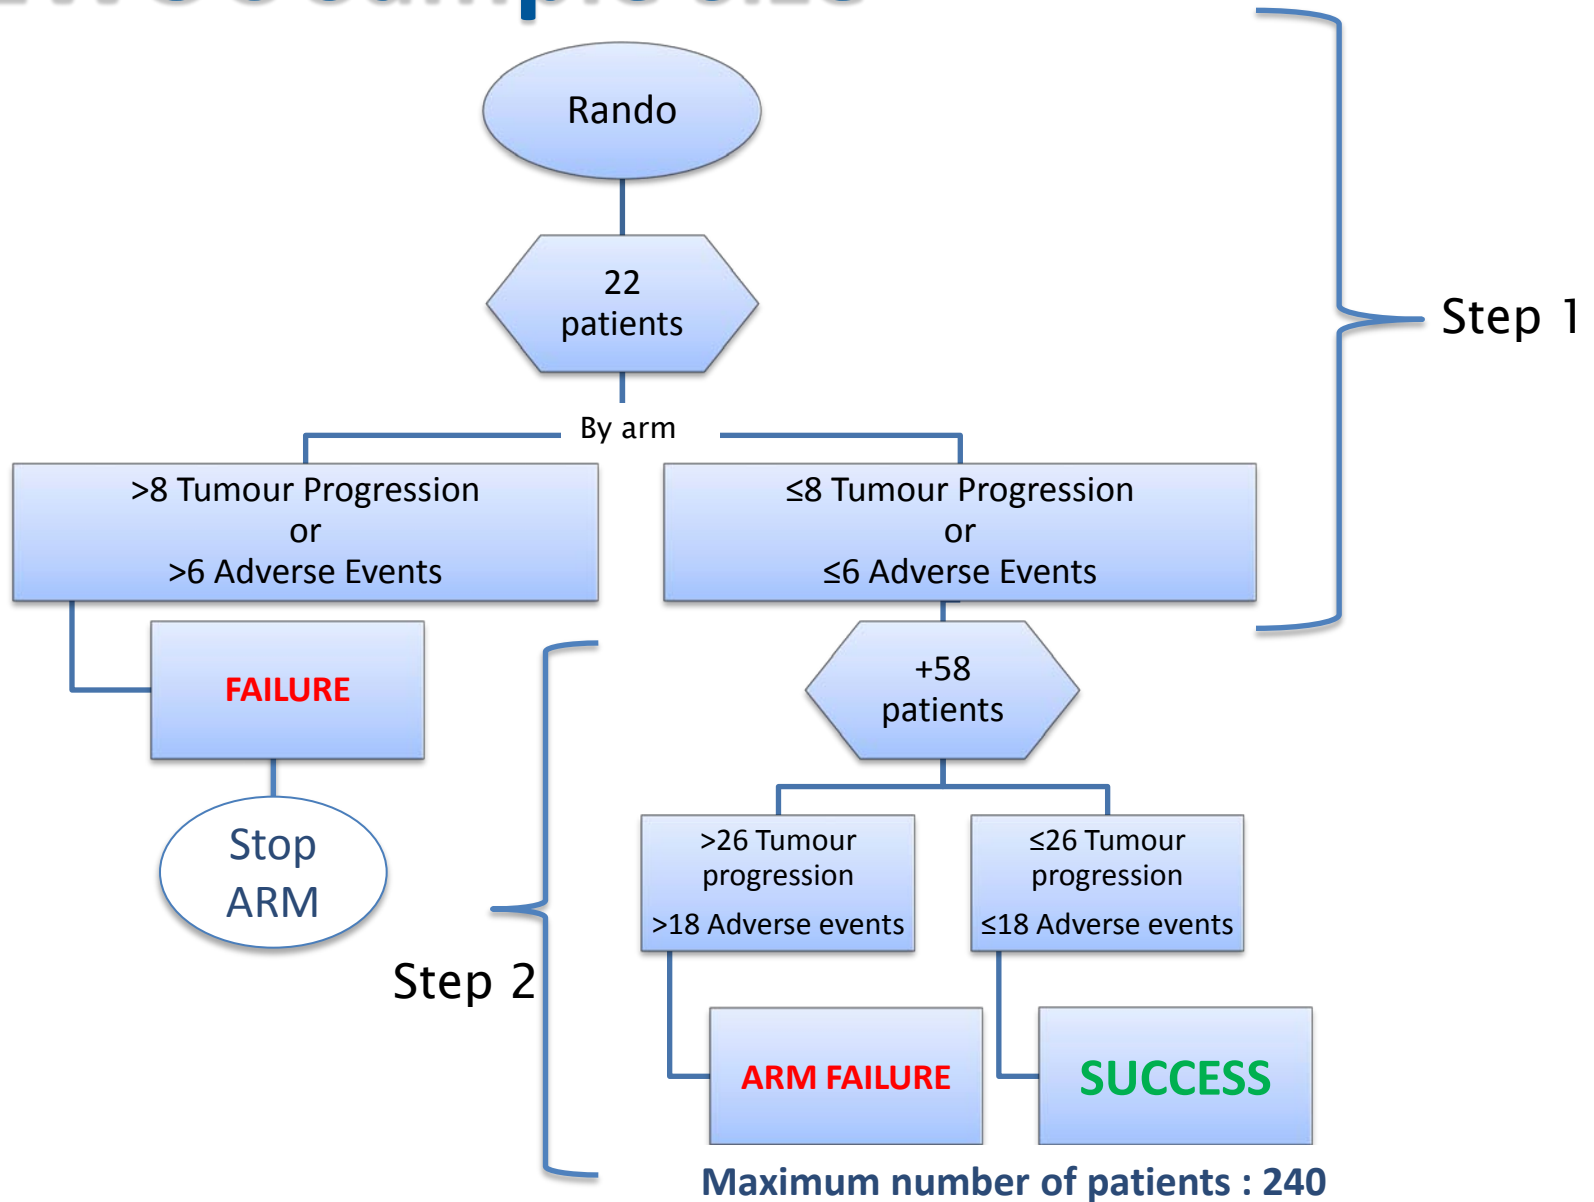 Sample size
Rando
22
patients
By arm
>8 Tumour Progression
or
>6 Adverse Events
≤8 Tumour Progression
or
≤6 Adverse Events
Step 1
FAILURE
+58
patients
Stop
ARM
>26 Tumour
progression
>18 Adverse events
≤26 Tumour
progression
≤18 Adverse events
Step 2
ARM FAILURE
SUCCESS
Maximum number of patients : 240